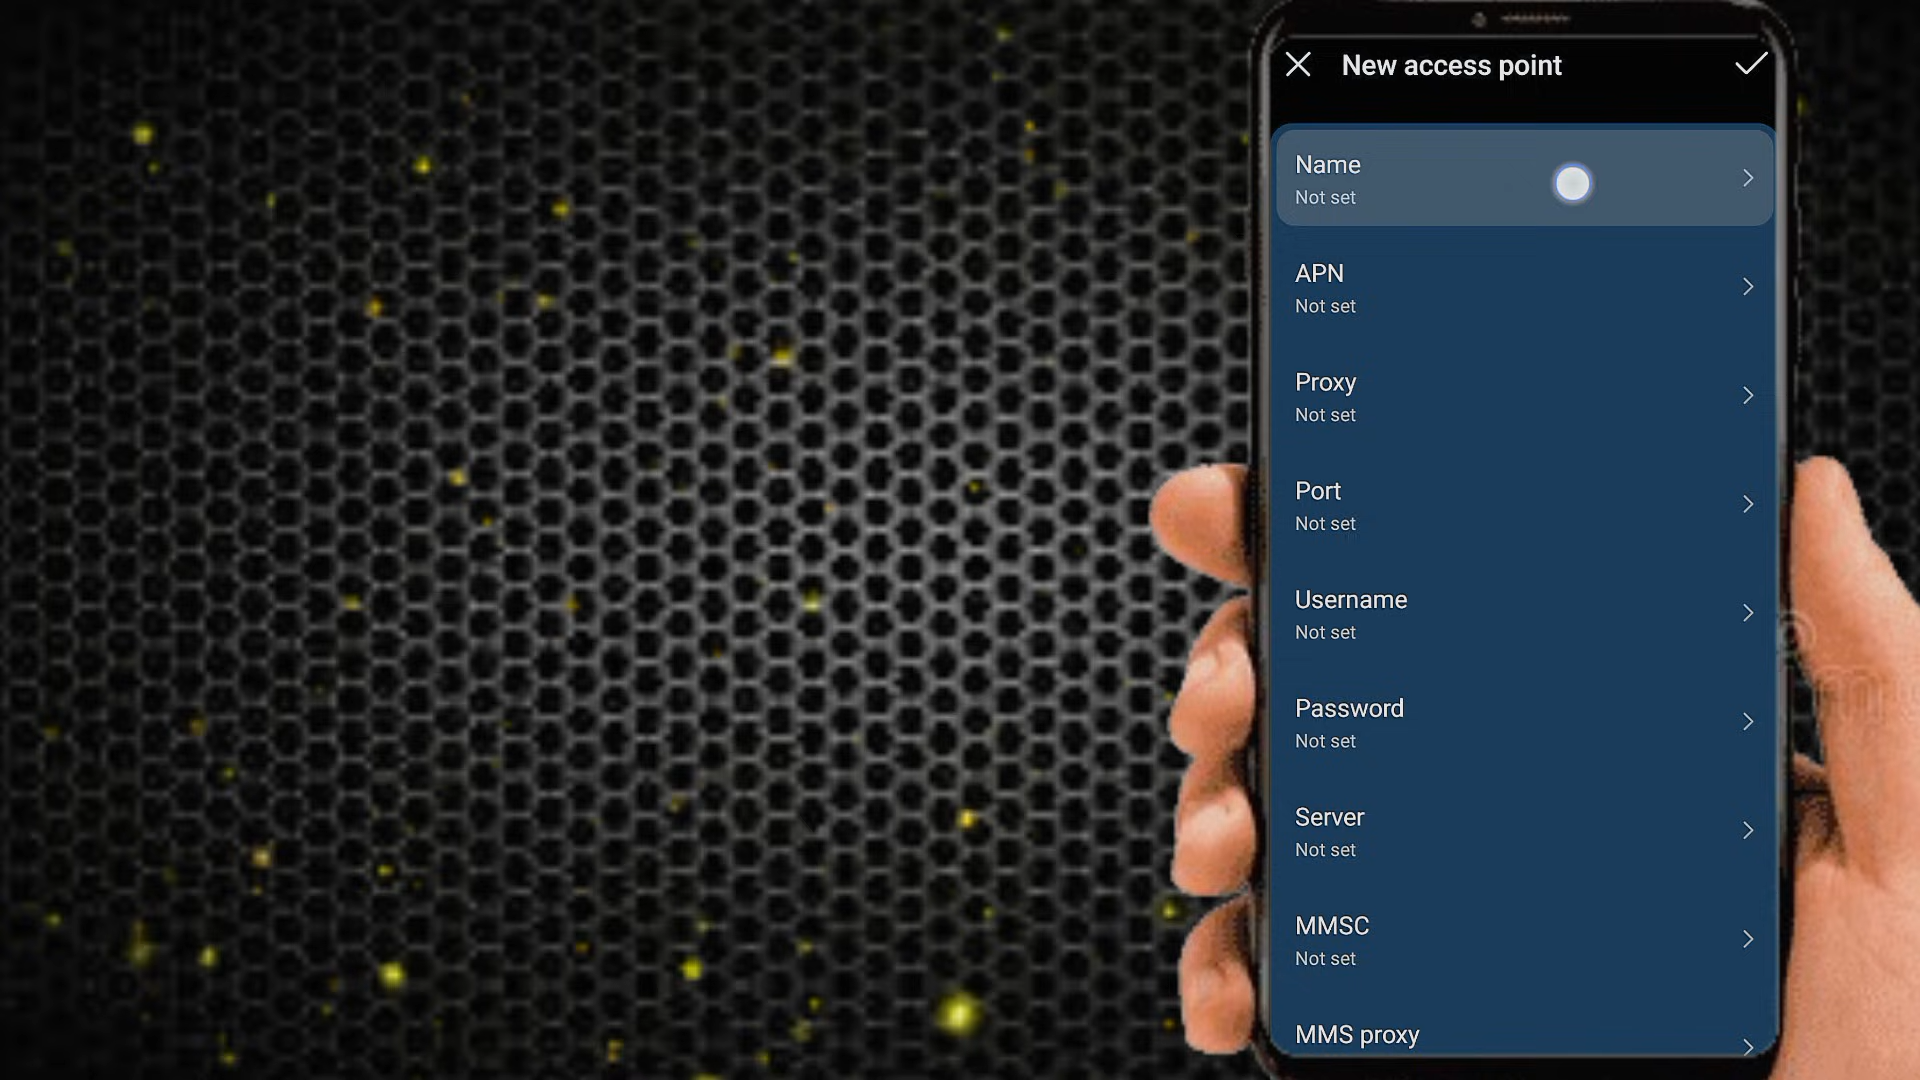 New access point
Name
Not set
APN
Not set
Proxy
Not set
Port
Not set
Username
Not set
Password
Not set
Server
Not set
MMSC
Not set
MMS proxy